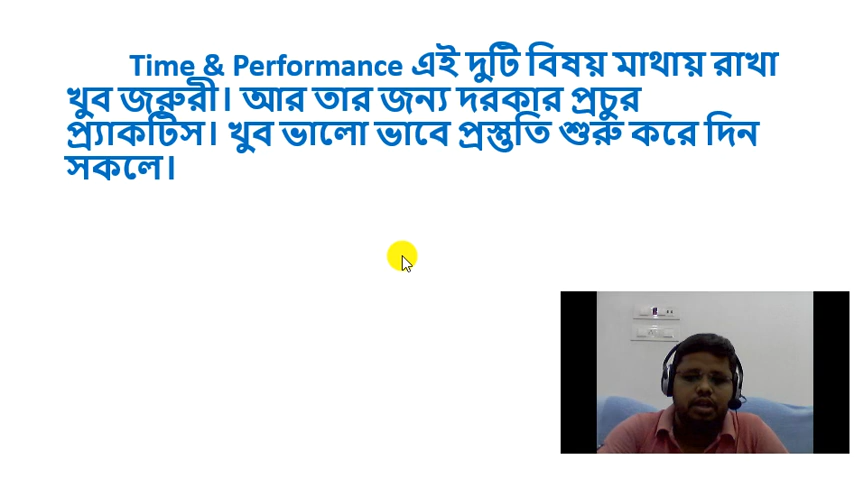 Time & Performance এই দুটি বিষয় মাথায় রাখা
খুব জরুরী। আর তার জন্য দরকার প্রচুর
প্র্যাকটিস। খুব ভালো ভাবে প্রস্তুতি শুরু করে দিন
সকলে।